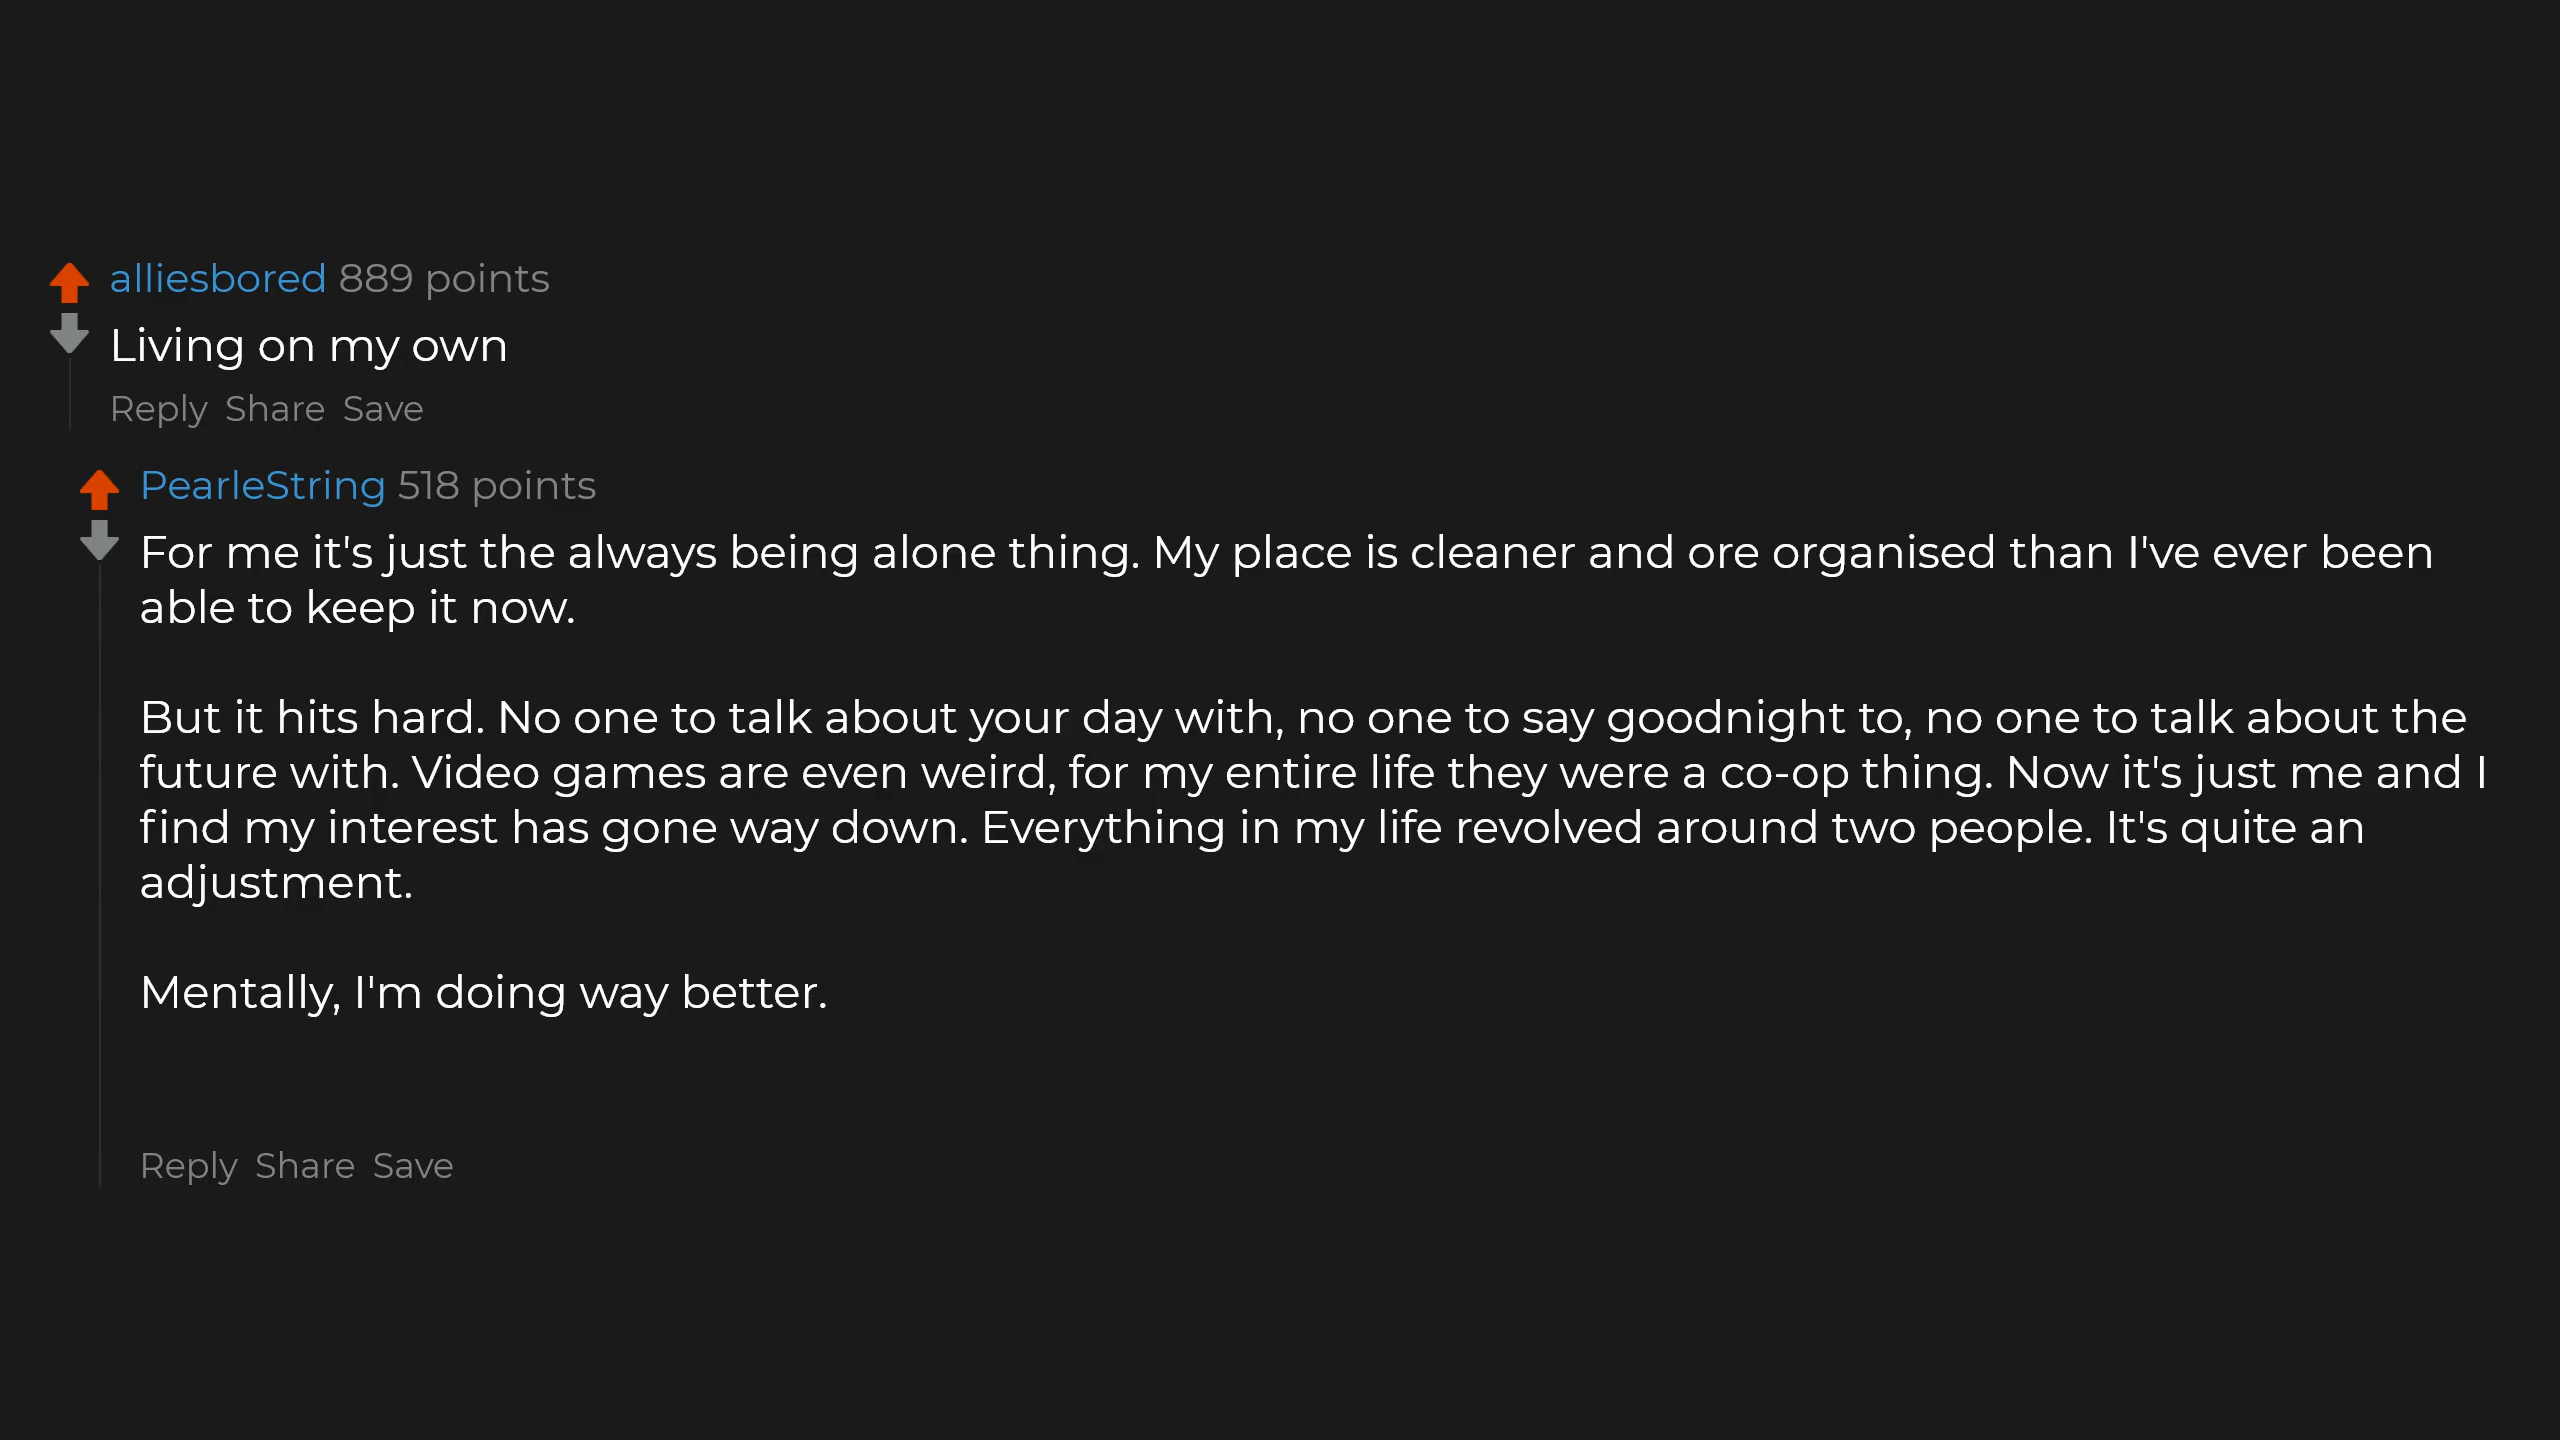 alliesbored 889 points
Living on my own
Reply Share Save
PearleString 518 points
For me it's just the always being alone thing. My place is cleaner and ore organised than I've ever been
able to keep it now.
But it hits hard. No one to talk about your day with, no one to say goodnight to, no one to talk about the
future with. Video games are even weird, for my entire life they were a co-op thing. Now it's just me and I
find my interest has gone way down. Everything in my life revolved around two people. It's quite an
adjustment.
Mentally, I'm doing way better.
Reply Share Save